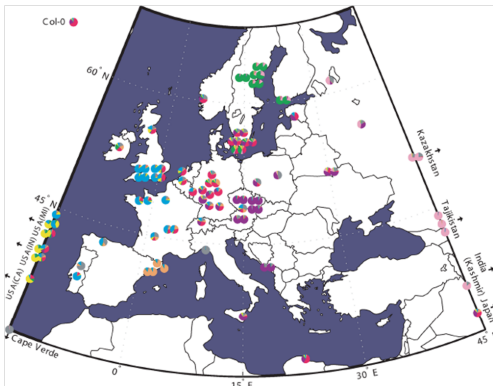 Col-0
60° N
Kazakhstan
45° N
Tajikistan
USA(MI)
USA(IN)
USA(CA)
India
(Kashmir)
Japan
Cape Verde
0°
15° E
30° E
45°